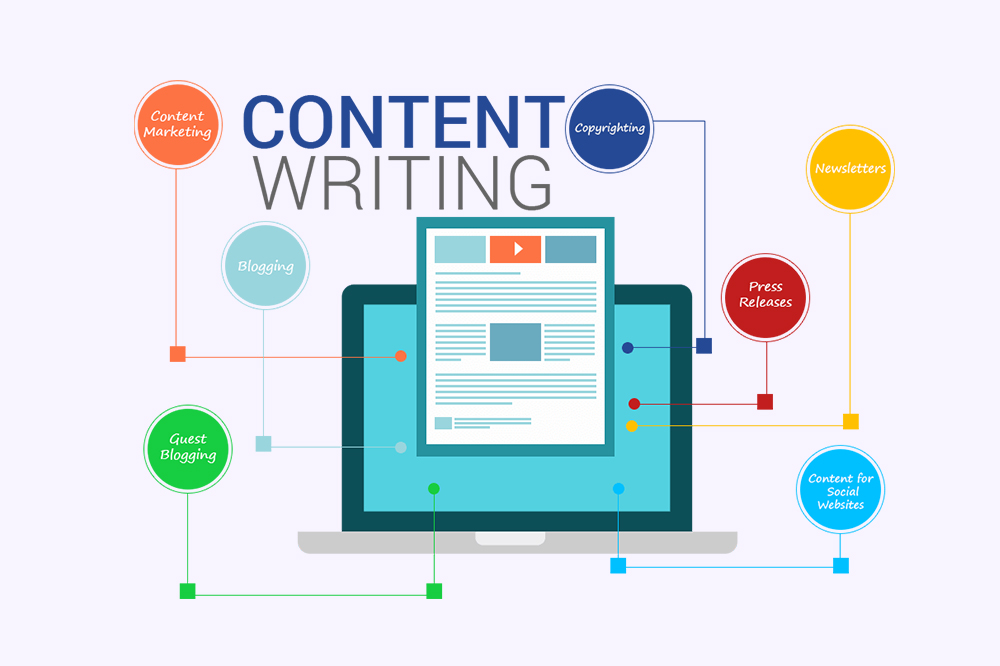 CONTENT
WRITING
Content
Marketing
Copyrighting
Newsletters
Blogging
Press
Releases
Guest
Blogging
Content for
Social
Websites